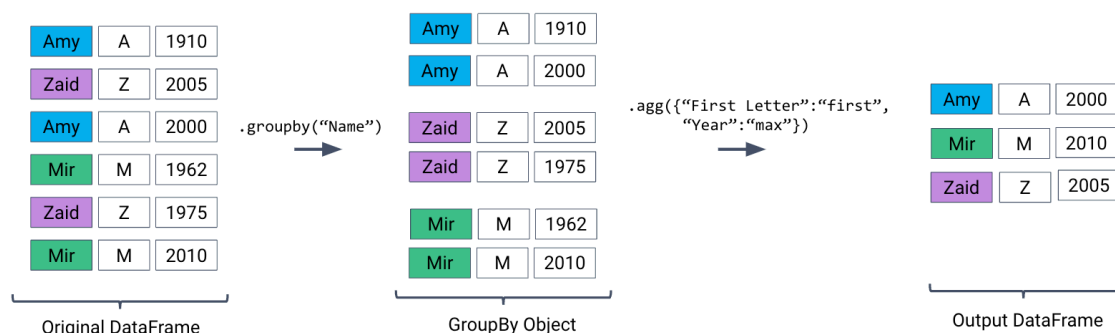 Amy A 1910
Zaid Z 2005
Amy A 2000
Mir M 1962
Zaid Z 1975
Mir M 2010
Original DataFrame
.groupby(“Name”)
Amy A 1910
Amy A 2000
Zaid Z 2005
Zaid Z 1975
Mir M 1962
Mir M 2010
GroupBy Object
.agg({“First Letter”:“first”,
“Year”:“max”})
Amy A 2000
Mir M 2010
Zaid Z 2005
Output DataFrame